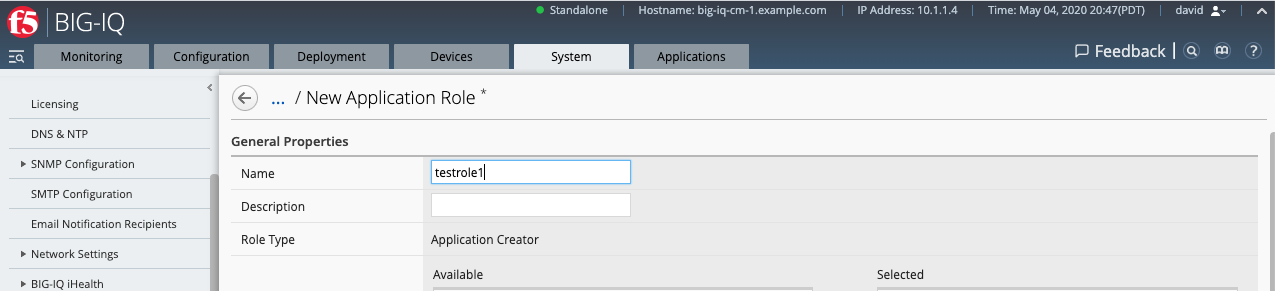 f5 BIG-IQ
Standalone Hostname: big-iq-cm-1.example.com IP Address: 10.1.1.4 Time: May 04, 2020 20:47(PDT) david
Monitoring Configuration Deployment Devices System Applications Feedback ?
Licensing
DNS & NTP
SNMP Configuration
SMTP Configuration
Email Notification Recipients
Network Settings
BIG-IQ iHealth
... / New Application Role *
General Properties
Name testrole1
Description
Role Type Application Creator
Available Selected